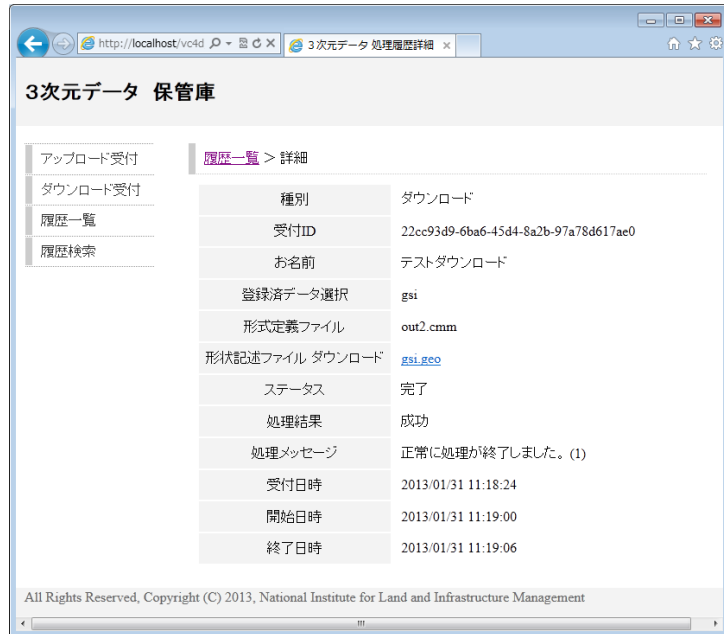 http://localhost/vc4d
3次元データ 処理履歴詳細
3次元データ 保管庫
アップロード受付
ダウンロード受付
履歴一覧
履歴検索
履歴一覧 > 詳細
種別 ダウンロード
受付ID 22cc93d9-6ba6-45d4-8a2b-97a78d617ae0
お名前 テストダウンロード
登録済データ選択 gsi
形式定義ファイル out2.cmm
形状記述ファイル ダウンロード gsi.geo
ステータス 完了
処理結果 成功
処理メッセージ 正常に処理が終了しました。(1)
受付日時 2013/01/31 11:18:24
開始日時 2013/01/31 11:19:00
終了日時 2013/01/31 11:19:06
All Rights Reserved, Copyright (C) 2013, National Institute for Land and Infrastructure Management